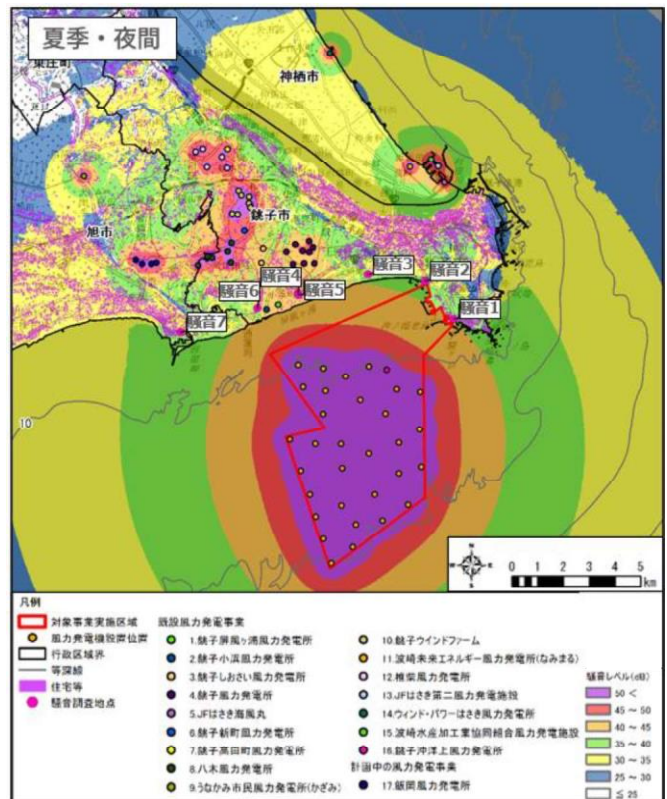 夏季・夜間
東庄町
神栖市
銚子市
旭市
騒音3
騒音2
騒音4
騒音5
騒音6
騒音1
騒音7
10
N
W
E
S
0 1 2 3 4 5
km
凡例
対象事業実施区域
風力発電機設置位置
行政区域界
等深線
住宅等
騒音調査地点
既設風力発電事業
1.銚子屏風ヶ浦風力発電所
2.銚子小浜風力発電所
3.銚子しおさい風力発電所
4.銚子風力発電所
5.JFはさき海風丸
6.銚子新町風力発電所
7.銚子高田町風力発電所
8.八木風力発電所
9.うなかみ市民風力発電所(かざみ)
10.銚子ウインドファーム
11.波崎未来エネルギー風力発電所(なみまる)
12.椎柴風力発電所
13.JFはさき第二風力発電施設
14.ウィンド・パワーはさき風力発電所
15.波崎水産加工業協同組合風力発電施設
16.銚子沖洋上風力発電所
計画中の風力発電事業
17.飯岡風力発電所
騒音レベル(dB)
50 <
45 ~ 50
40 ~ 45
35 ~ 40
30 ~ 35
25 ~ 30
≦ 25